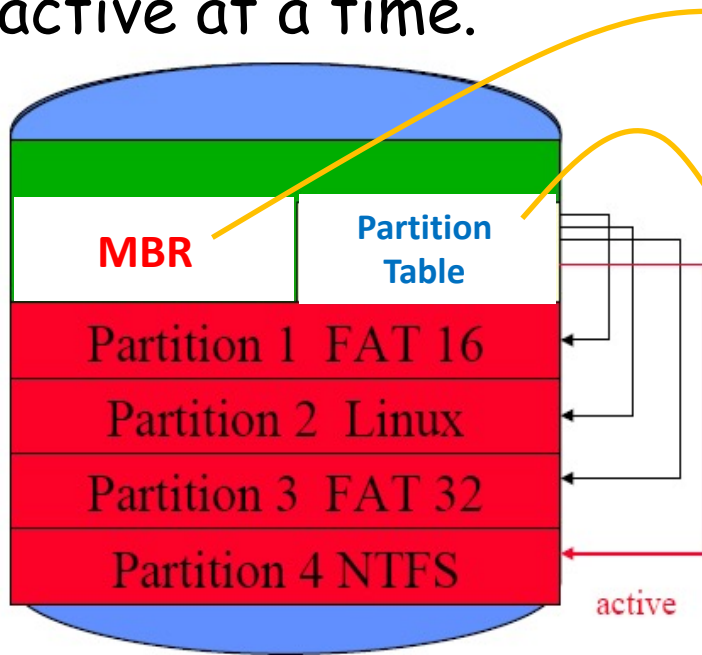 active at a time.
MBR
Partition
Table
Partition 1 FAT 16
Partition 2 Linux
Partition 3 FAT 32
Partition 4 NTFS
active